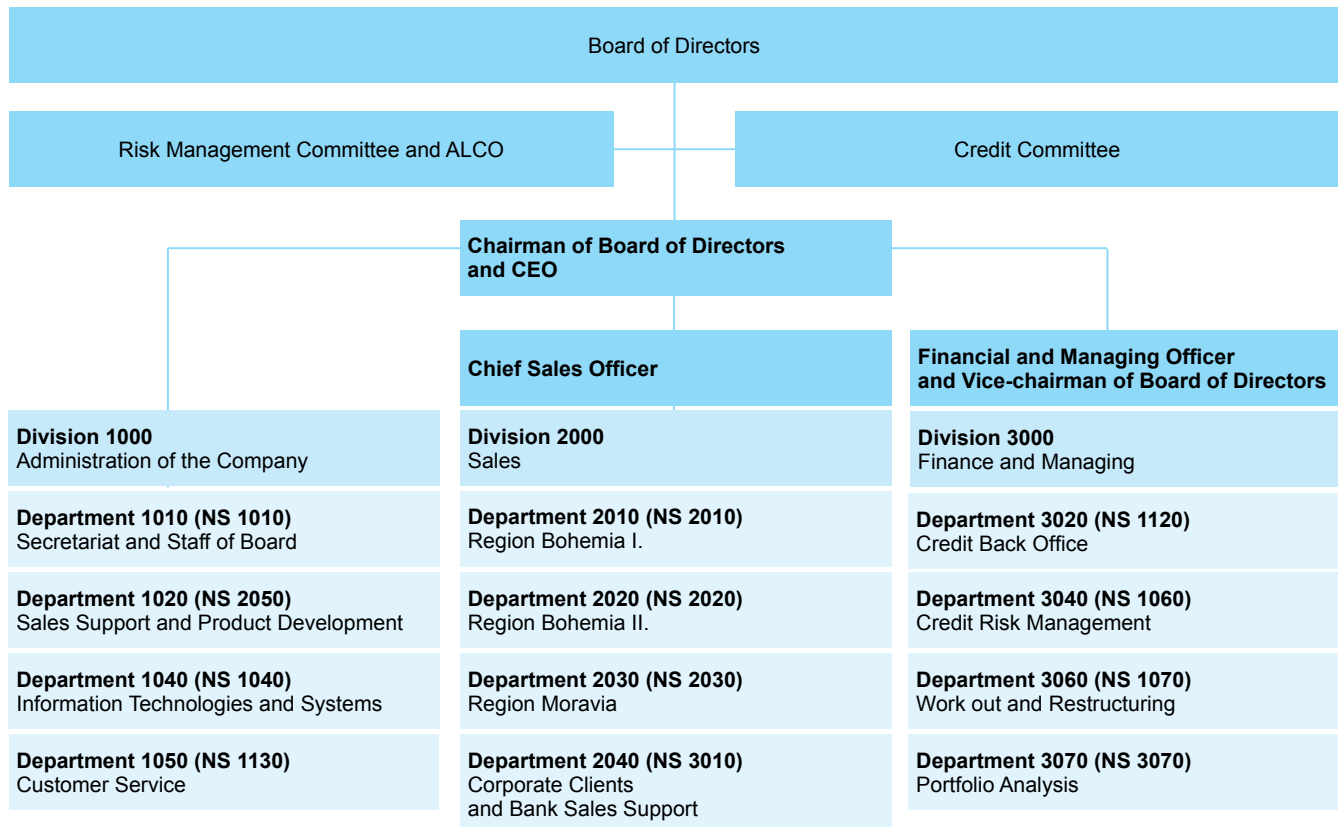 Board of Directors
Risk Management Committee and ALCO
Credit Committee
Chairman of Board of Directors
and CEO
Chief Sales Officer
Financial and Managing Officer
and Vice-chairman of Board of Directors
Division 1000
Administration of the Company
Department 1010 (NS 1010)
Secretariat and Staff of Board
Department 1020 (NS 2050)
Sales Support and Product Development
Department 1040 (NS 1040)
Information Technologies and Systems
Department 1050 (NS 1130)
Customer Service
Division 2000
Sales
Department 2010 (NS 2010)
Region Bohemia I.
Department 2020 (NS 2020)
Region Bohemia II.
Department 2030 (NS 2030)
Region Moravia
Department 2040 (NS 3010)
Corporate Clients
and Bank Sales Support
Division 3000
Finance and Managing
Department 3020 (NS 1120)
Credit Back Office
Department 3040 (NS 1060)
Credit Risk Management
Department 3060 (NS 1070)
Work out and Restructuring
Department 3070 (NS 3070)
Portfolio Analysis